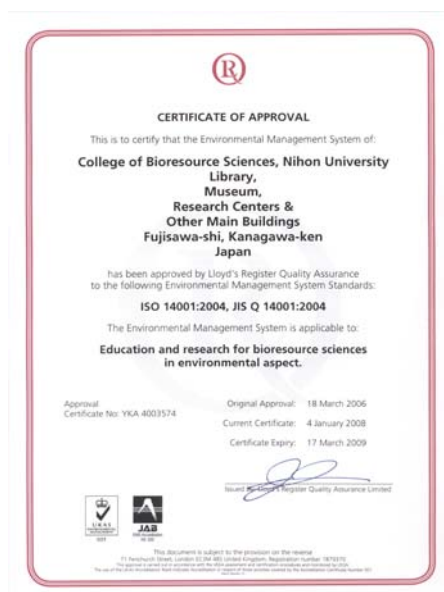 CERTIFICATE OF APPROVAL
This is to certify that the Environmental Management System of:
College of Bioresource Sciences, Nihon University
Library,
Museum,
Research Centers &
Other Main Buildings
Fujisawa-shi, Kanagawa-ken
Japan
has been approved by Lloyd's Register Quality Assurance
to the following Environmental Management System Standards:
ISO 14001:2004, JIS Q 14001:2004
The Environmental Management System is applicable to:
Education and research for bioresource sciences
in environmental aspect.
Approval
Certificate No: YKA 4003574
Original Approval: 18 March 2006
Current Certificate: 4 January 2008
Certificate Expiry: 17 March 2009
Issued By: Lloyd's Register Quality Assurance Limited
UKAS
JAB
This document is subject to the provision on the reverse